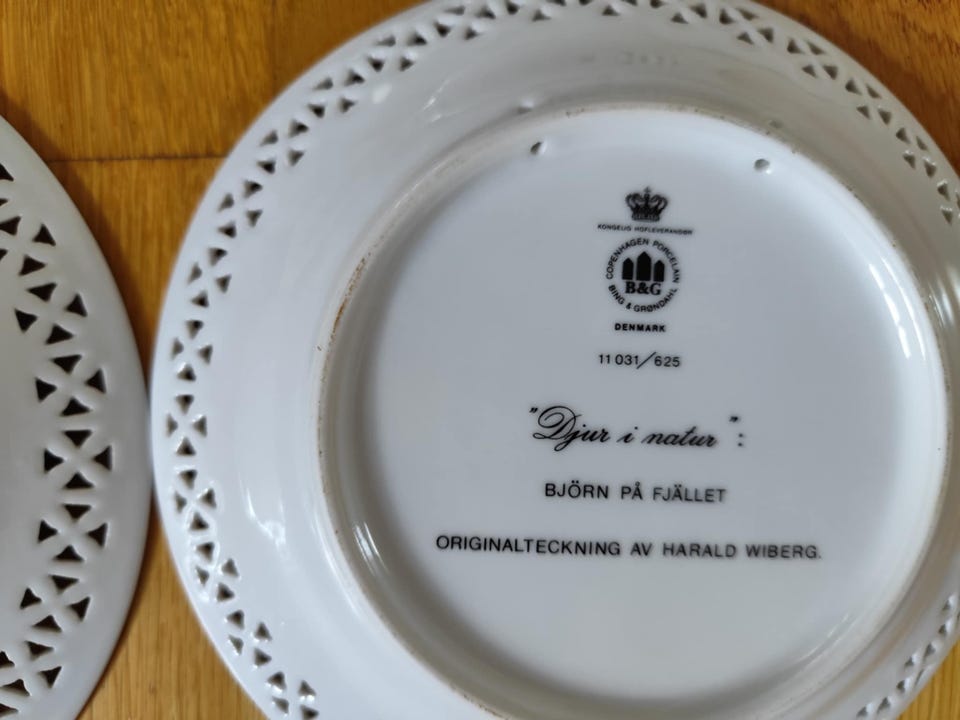 KONGELIG HOFLEVERANDØR
COPENHAGEN PORCELAIN
B&G
BING & GRØNDAHL
DENMARK
11 031/625
"Djur i natur":
BJÖRN PÅ FJÄLLET
ORIGINALTECKNING AV HARALD WIBERG.